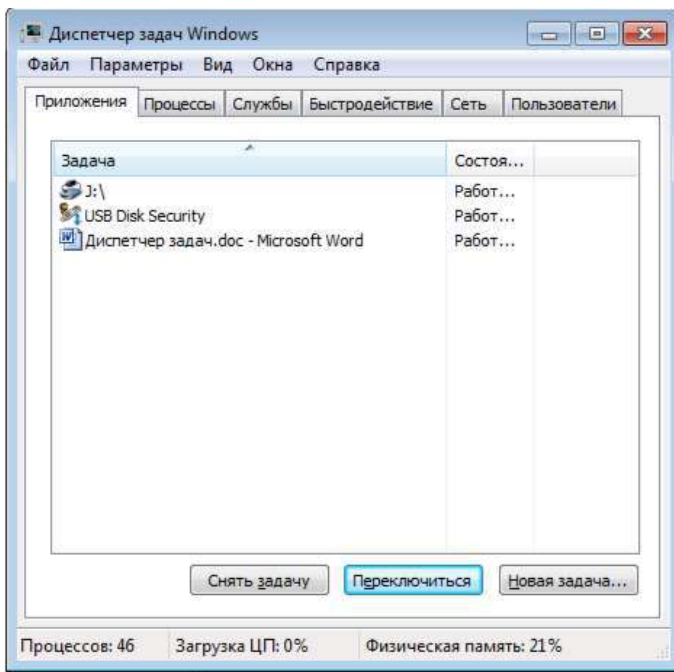 Диспетчер задач Windows
Файл Параметры Вид Окна Справка
Приложения Процессы Службы Быстродействие Сеть Пользователи
Задача Состоя...
J:\ Работ...
USB Disk Security Работ...
Диспетчер задач.doc - Microsoft Word Работ...
Снять задачу Переключиться Новая задача...
Процессов: 46 Загрузка ЦП: 0% Физическая память: 21%